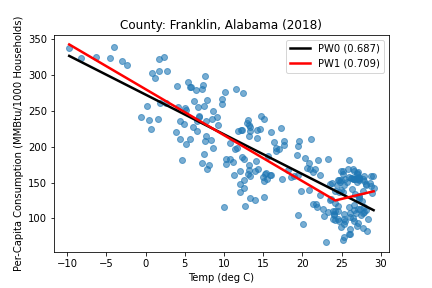 County: Franklin, Alabama (2018)
PW0 (0.687)
PW1 (0.709)
Per-Capita Consumption (MMBtu/1000 Households)
350
300
250
200
150
100
−10 −5 0 5 10 15 20 25 30
Temp (deg C)